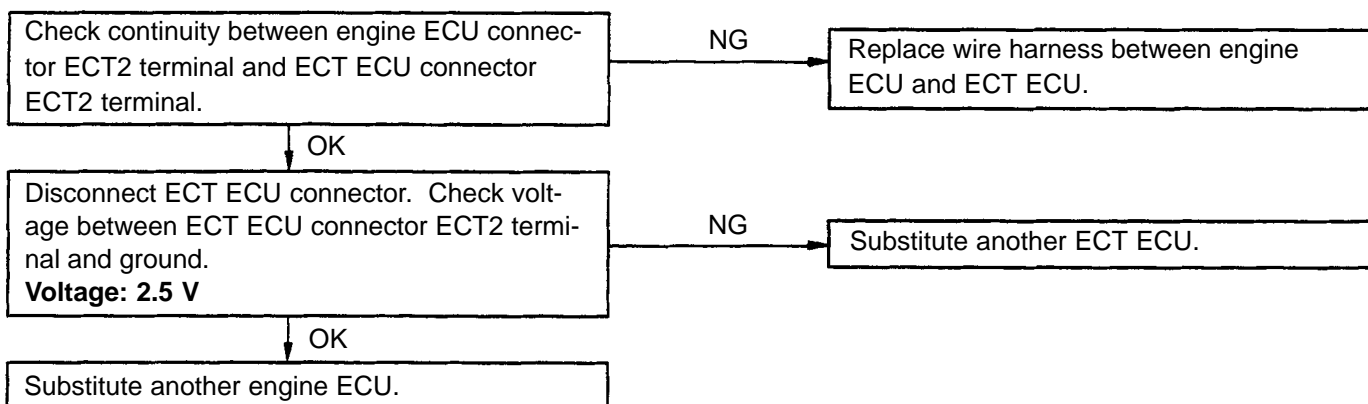 Check continuity between engine ECU connec–
tor ECT2 terminal and ECT ECU connector
ECT2 terminal.
NG
Replace wire harness between engine
ECU and ECT ECU.
OK
Disconnect ECT ECU connector. Check volt–
age between ECT ECU connector ECT2 termi–
nal and ground.
Voltage: 2.5 V
NG
Substitute another ECT ECU.
OK
Substitute another engine ECU.